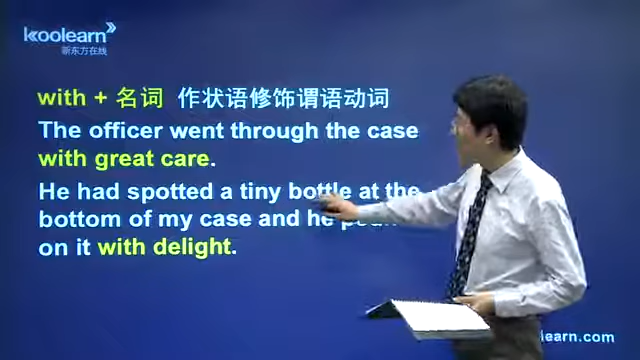 koolearn
新东方在线
with + 名词 作状语修饰谓语动词
The officer went through the case
with great care.
He had spotted a tiny bottle at the
bottom of my case and he
on it with delight.
learn.com